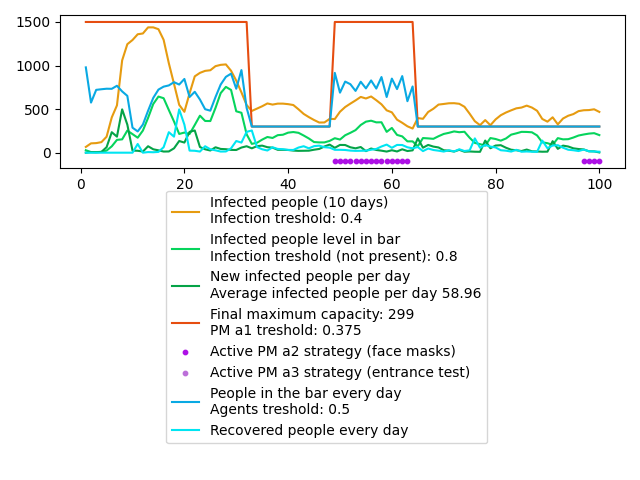 1500
1000
500
0
0 20 40 60 80 100
Infected people (10 days)
Infection treshold: 0.4
Infected people level in bar
Infection treshold (not present): 0.8
New infected people per day
Average infected people per day 58.96
Final maximum capacity: 299
PM a1 treshold: 0.375
Active PM a2 strategy (face masks)
Active PM a3 strategy (entrance test)
People in the bar every day
Agents treshold: 0.5
Recovered people every day